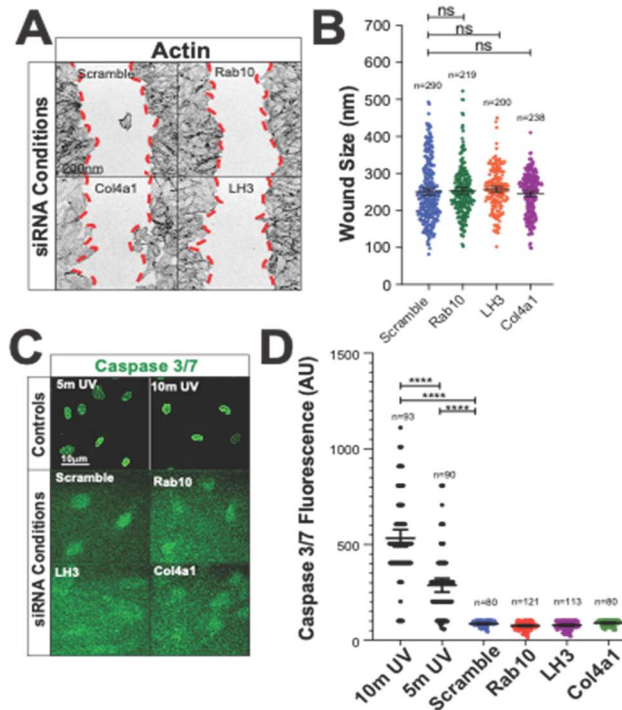 A
Actin
siRNA Conditions
Scramble
Rab10
200nm
Col4a1
LH3
B
Wound Size (nm)
700
600
500
400
300
200
100
0
ns
ns
ns
n=290
n=219
n=200
n=238
Scramble
Rab10
LH3
Col4a1
C
Caspase 3/7
Controls
5m UV
10m UV
10μm
siRNA Conditions
Scramble
Rab10
LH3
Col4a1
D
Caspase 3/7 Fluorescence (AU)
1500
1000
500
0
****
****
****
n=93
n=90
n=80
n=121
n=113
n=80
10m UV
5m UV
Scramble
Rab10
LH3
Col4a1